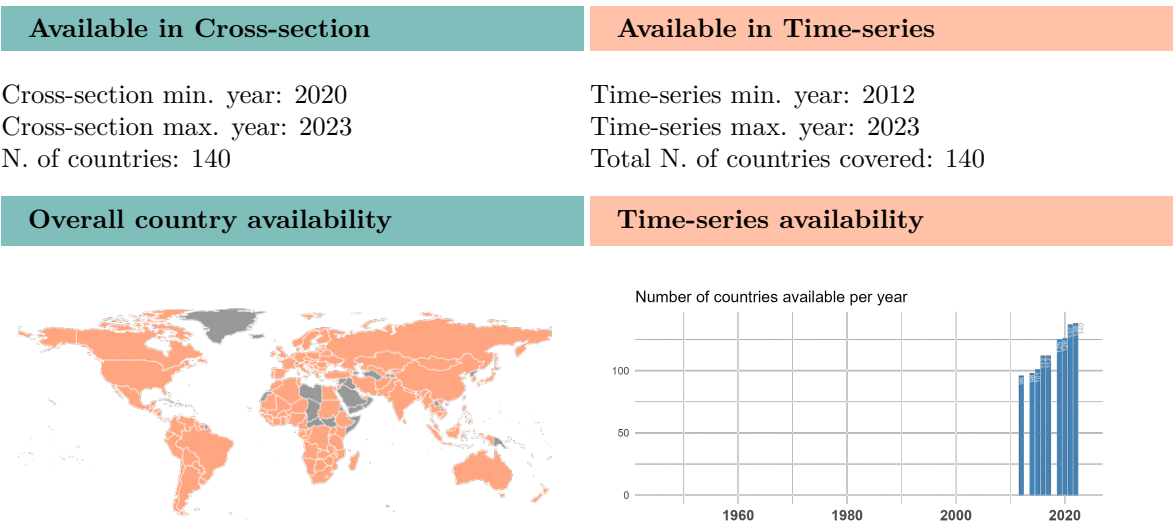 Available in Cross-section
Available in Time-series
Cross-section min. year: 2020
Cross-section max. year: 2023
N. of countries: 140
Time-series min. year: 2012
Time-series max. year: 2023
Total N. of countries covered: 140
Overall country availability
Time-series availability
Number of countries available per year
100
50
0
1960
1980
2000
2020
140